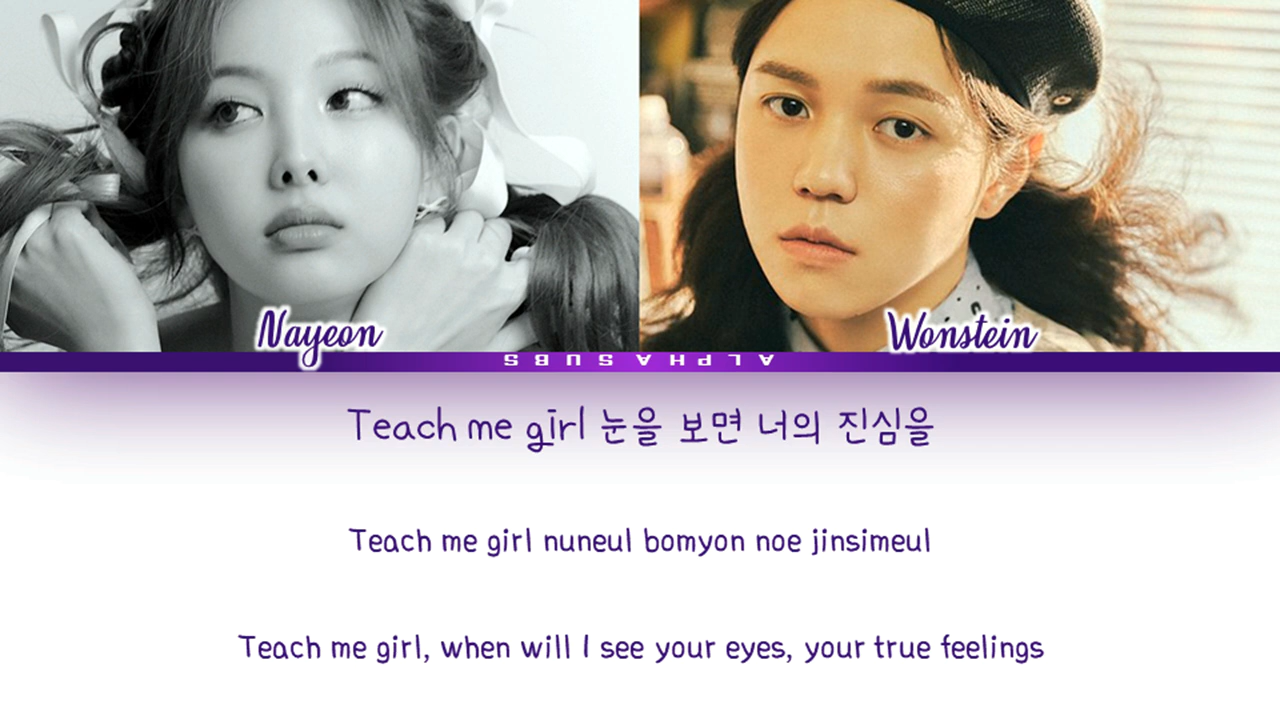 Nayeon
Wonstein
ALPHASUBS
Teach me girl 눈을 보면 너의 진심을
Teach me girl nuneul bomyon noe jinsimeul
Teach me girl, when will I see your eyes, your true feelings